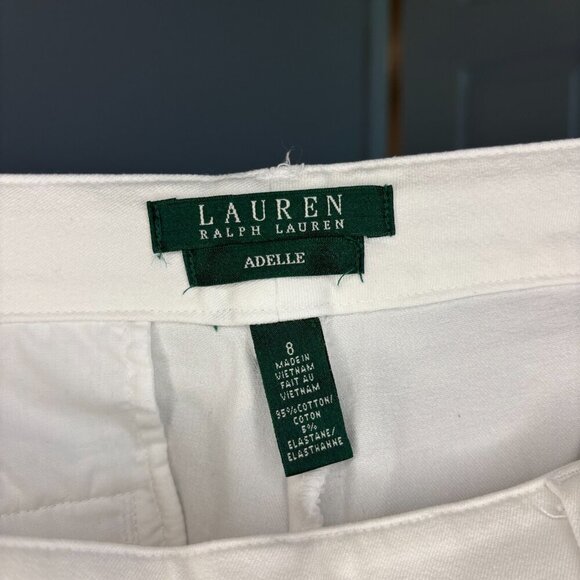 LAUREN
RALPH LAUREN
ADELLE
8
MADE IN
VIETNAM
FAIT AU
VIETNAM
95% COTTON/
COTON
5%
ELASTANE/
ELASTHANNE